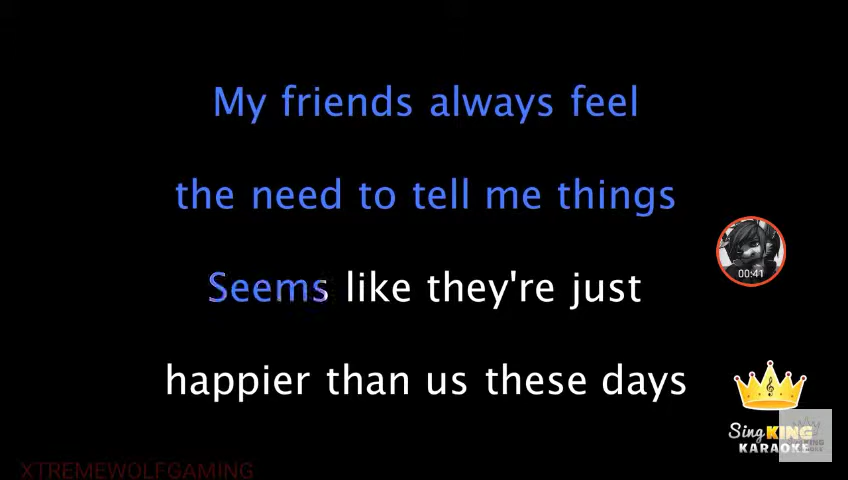 My friends always feel
the need to tell me things
Seems like they're just
happier than us these days
00:41
Sing KING
KARAOKE
XTREMEWOLFGAMING